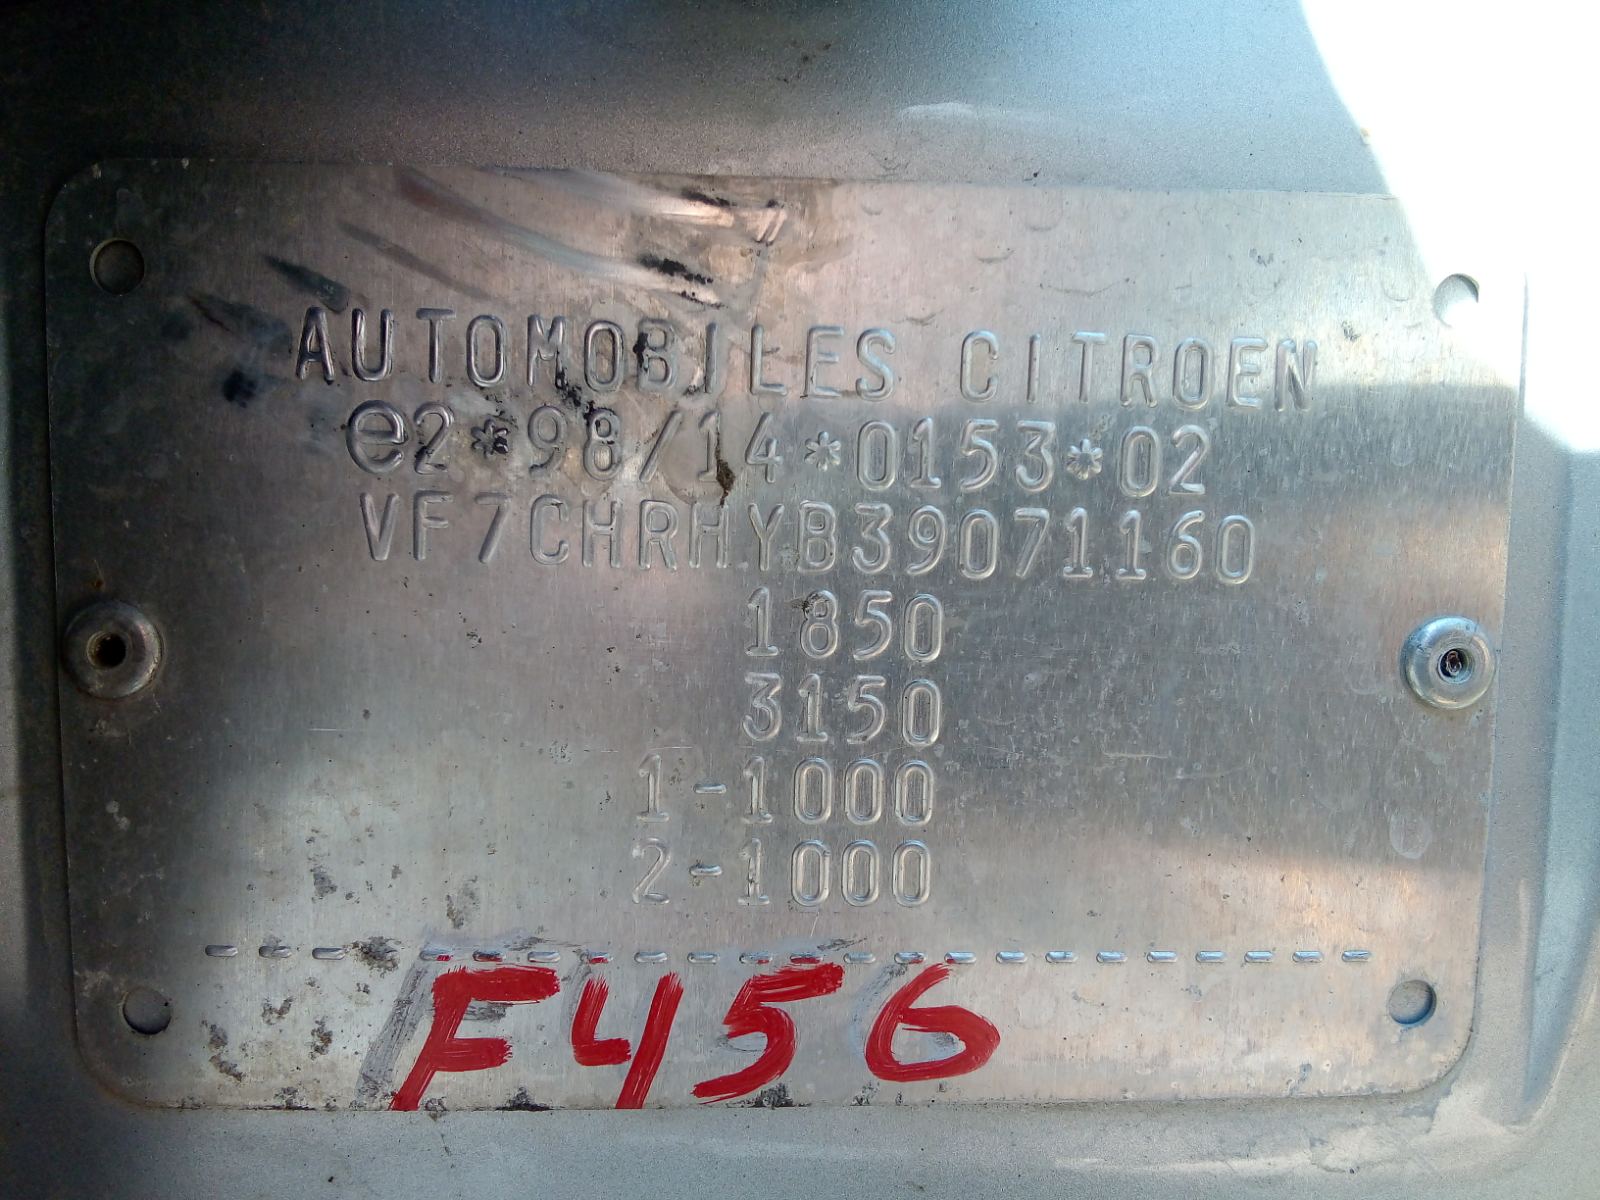 AUTOMOBILES CITROEN
e2*98/14*0153*02
VF7CHRHYB39071160
1850
3150
1-1000
2-1000
F456